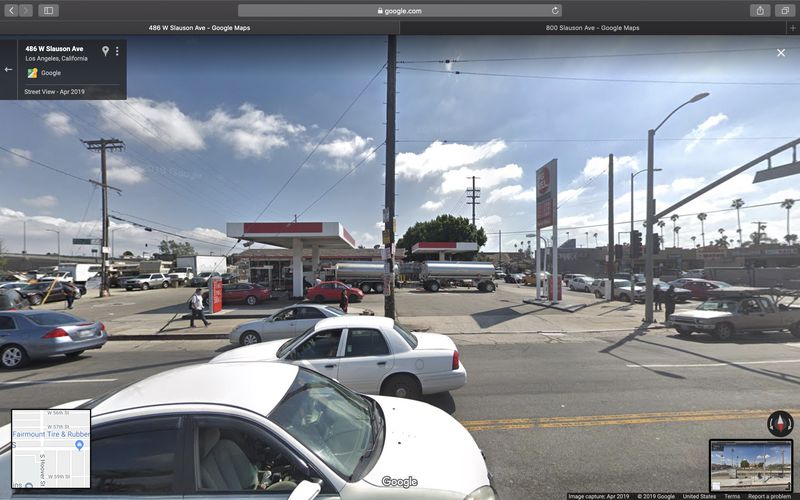 google.com
486 W Slauson Ave - Google Maps
800 Slauson Ave - Google Maps
486 W Slauson Ave
Los Angeles, California
Google
Street View - Apr 2019
W 56th St
W 57th St
Fairmount Tire & Rubber
S Hoover St
W 59th St
Google
Image capture: Apr 2019
© 2019 Google
United States
Terms
Report a problem